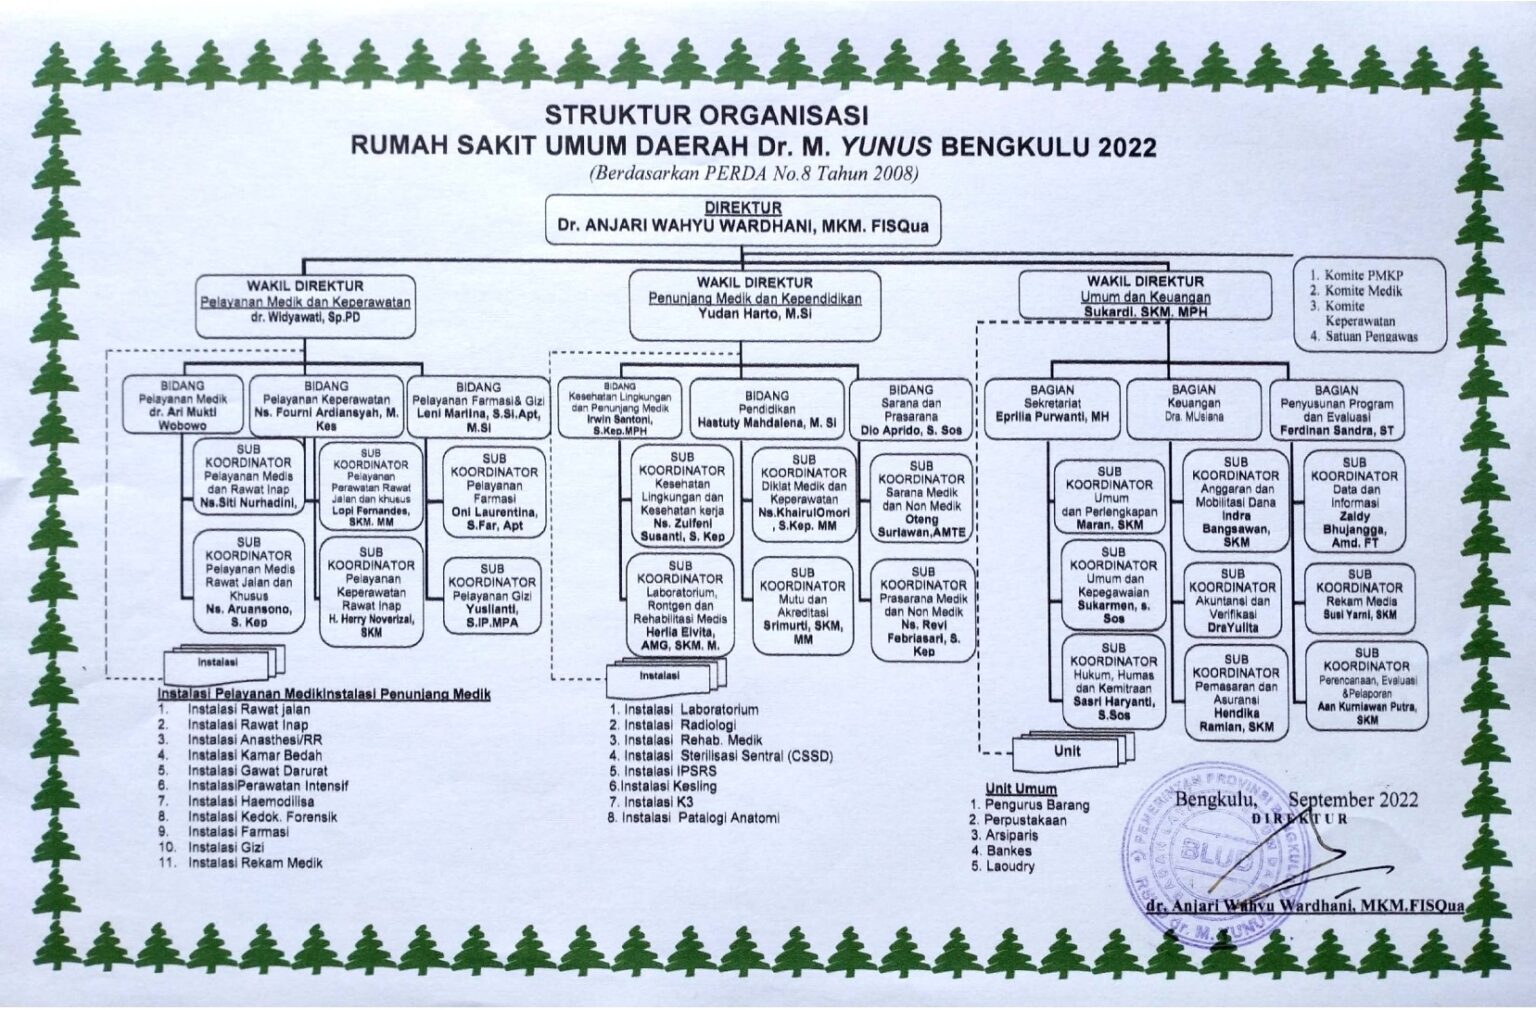 STRUKTUR ORGANISASI
RUMAH SAKIT UMUM DAERAH Dr. M. YUNUS BENGKULU 2022
(Berdasarkan PERDA No.8 Tahun 2008)
DIREKTUR
Dr. ANJARI WAHYU WARDHANI, MKM. FISQua
1. Komite PMKP
2. Komite Medik
3. Komite
Keperawatan
4. Satuan Pengawas
WAKIL DIREKTUR
Pelayanan Medik dan Keperawatan
dr. Widyawati, Sp.PD
WAKIL DIREKTUR
Penunjang Medik dan Kependidikan
Yudan Harto, M.Si
WAKIL DIREKTUR
Umum dan Keuangan
Sukardi. SKM. MPH
BIDANG
Pelayanan Medik
dr. Ari Mukti
Wobowo
BIDANG
Pelayanan Keperawatan
Ns. Fourni Ardiansyah, M.
Kes
BIDANG
Pelayanan Farmasi& Gizi
Leni Marlina, S.Si.Apt,
M.Si
BIDANG
Kesehatan Lingkungan
dan Penunjang Medik
Irwin Santoni,
S.Kep.MPH
BIDANG
Pendidikan
Hastuty Mahdalena, M. Si
BIDANG
Sarana dan
Prasarana
Dio Aprido, S. Sos
BAGIAN
Sekretariat
Eprilia Purwanti, MH
BAGIAN
Keuangan
Dra. MUslana
BAGIAN
Penyusunan Program
dan Evaluasi
Ferdinan Sandra, ST
SUB
KOORDINATOR
Pelayanan Medis
dan Rawat Inap
Ns.Siti Nurhadini,
SUB
KOORDINATOR
Pelayanan Medis
Rawat Jalan dan
Khusus
Ns. Aruansono,
S. Kep
SUB
KOORDINATOR
Pelayanan
Perawatan Rawat
Jalan dan khusus
Lopi Fernandes,
SKM. MM
SUB
KOORDINATOR
Pelayanan
Keperawatan
Rawat Inap
H. Herry Noverizal,
SKM
SUB
KOORDINATOR
Pelayanan
Farmasi
Oni Laurentina,
S.Far, Apt
SUB
KOORDINATOR
Pelayanan Gizi
Yuslianti,
S.IP.MPA
SUB
KOORDINATOR
Kesehatan
Lingkungan dan
Kesehatan kerja
Ns. Zulfeni
Susanti, S. Kep
SUB
KOORDINATOR
Laboratorium,
Rontgen dan
Rehabilitasi Medis
Herlia Elvita,
AMG, SKM. M.
SUB
KOORDINATOR
Diklat Medik dan
Keperawatan
Ns.KhairulOmori
, S.Kep. MM
SUB
KOORDINATOR
Mutu dan
Akreditasi
Srimurti, SKM,
MM
SUB
KOORDINATOR
Sarana Medik
dan Non Medik
Oteng
Suriawan,AMTE
SUB
KOORDINATOR
Prasarana Medik
dan Non Medik
Ns. Revi
Febriasari, S.
Kep
SUB
KOORDINATOR
Umum
dan Perlengkapan
Maran. SKM
SUB
KOORDINATOR
Umum dan
Kepegawaian
Sukarmen, s.
Sos
SUB
KOORDINATOR
Hukum, Humas
dan Kemitraan
Sasri Haryanti,
S.Sos
SUB
KOORDINATOR
Anggaran dan
Mobilitasi Dana
Indra
Bangsawan,
SKM
SUB
KOORDINATOR
Akuntansi dan
Verifikasi
DraYulita
SUB
KOORDINATOR
Pemasaran dan
Asuransi
Hendika
Ramian, SKM
SUB
KOORDINATOR
Data dan
Informasi
Zaldy
Bhujangga,
Amd. FT
SUB
KOORDINATOR
Rekam Medis
Susi Yarni, SKM
SUB
KOORDINATOR
Perencanaan, Evaluasi
&Pelaporan
Aan Kurniawan Putra,
SKM
Instalasi
Instalasi Pelayanan MedikInstalasi Penunjang Medik
1. Instalasi Rawat jalan
2. Instalasi Rawat Inap
3. Instalasi Anasthesi/RR
4. Instalasi Kamar Bedah
5. Instalasi Gawat Darurat
6. InstalasiPerawatan Intensif
7. Instalasi Haemodilisa
8. Instalasi Kedok. Forensik
9. Instalasi Farmasi
10. Instalasi Gizi
11. Instalasi Rekam Medik
Instalasi
1. Instalasi Laboratorium
2. Instalasi Radiologi
3. Instalasi Rehab. Medik
4. Instalasi Sterilisasi Sentral (CSSD)
5. Instalasi IPSRS
6.Instalasi Kesling
7. Instalasi K3
8. Instalasi Patalogi Anatomi
Unit
Unit Umum
1. Pengurus Barang
2. Perpustakaan
3. Arsiparis
4. Bankes
5. Laoudry
Bengkulu, September 2022
DIREKTUR
PEMERINTAH PROVINSI BENGKULU
BLUD
RSUD dr. M. YUNUS
dr. Anjari Wahyu Wardhani, MKM.FISQua